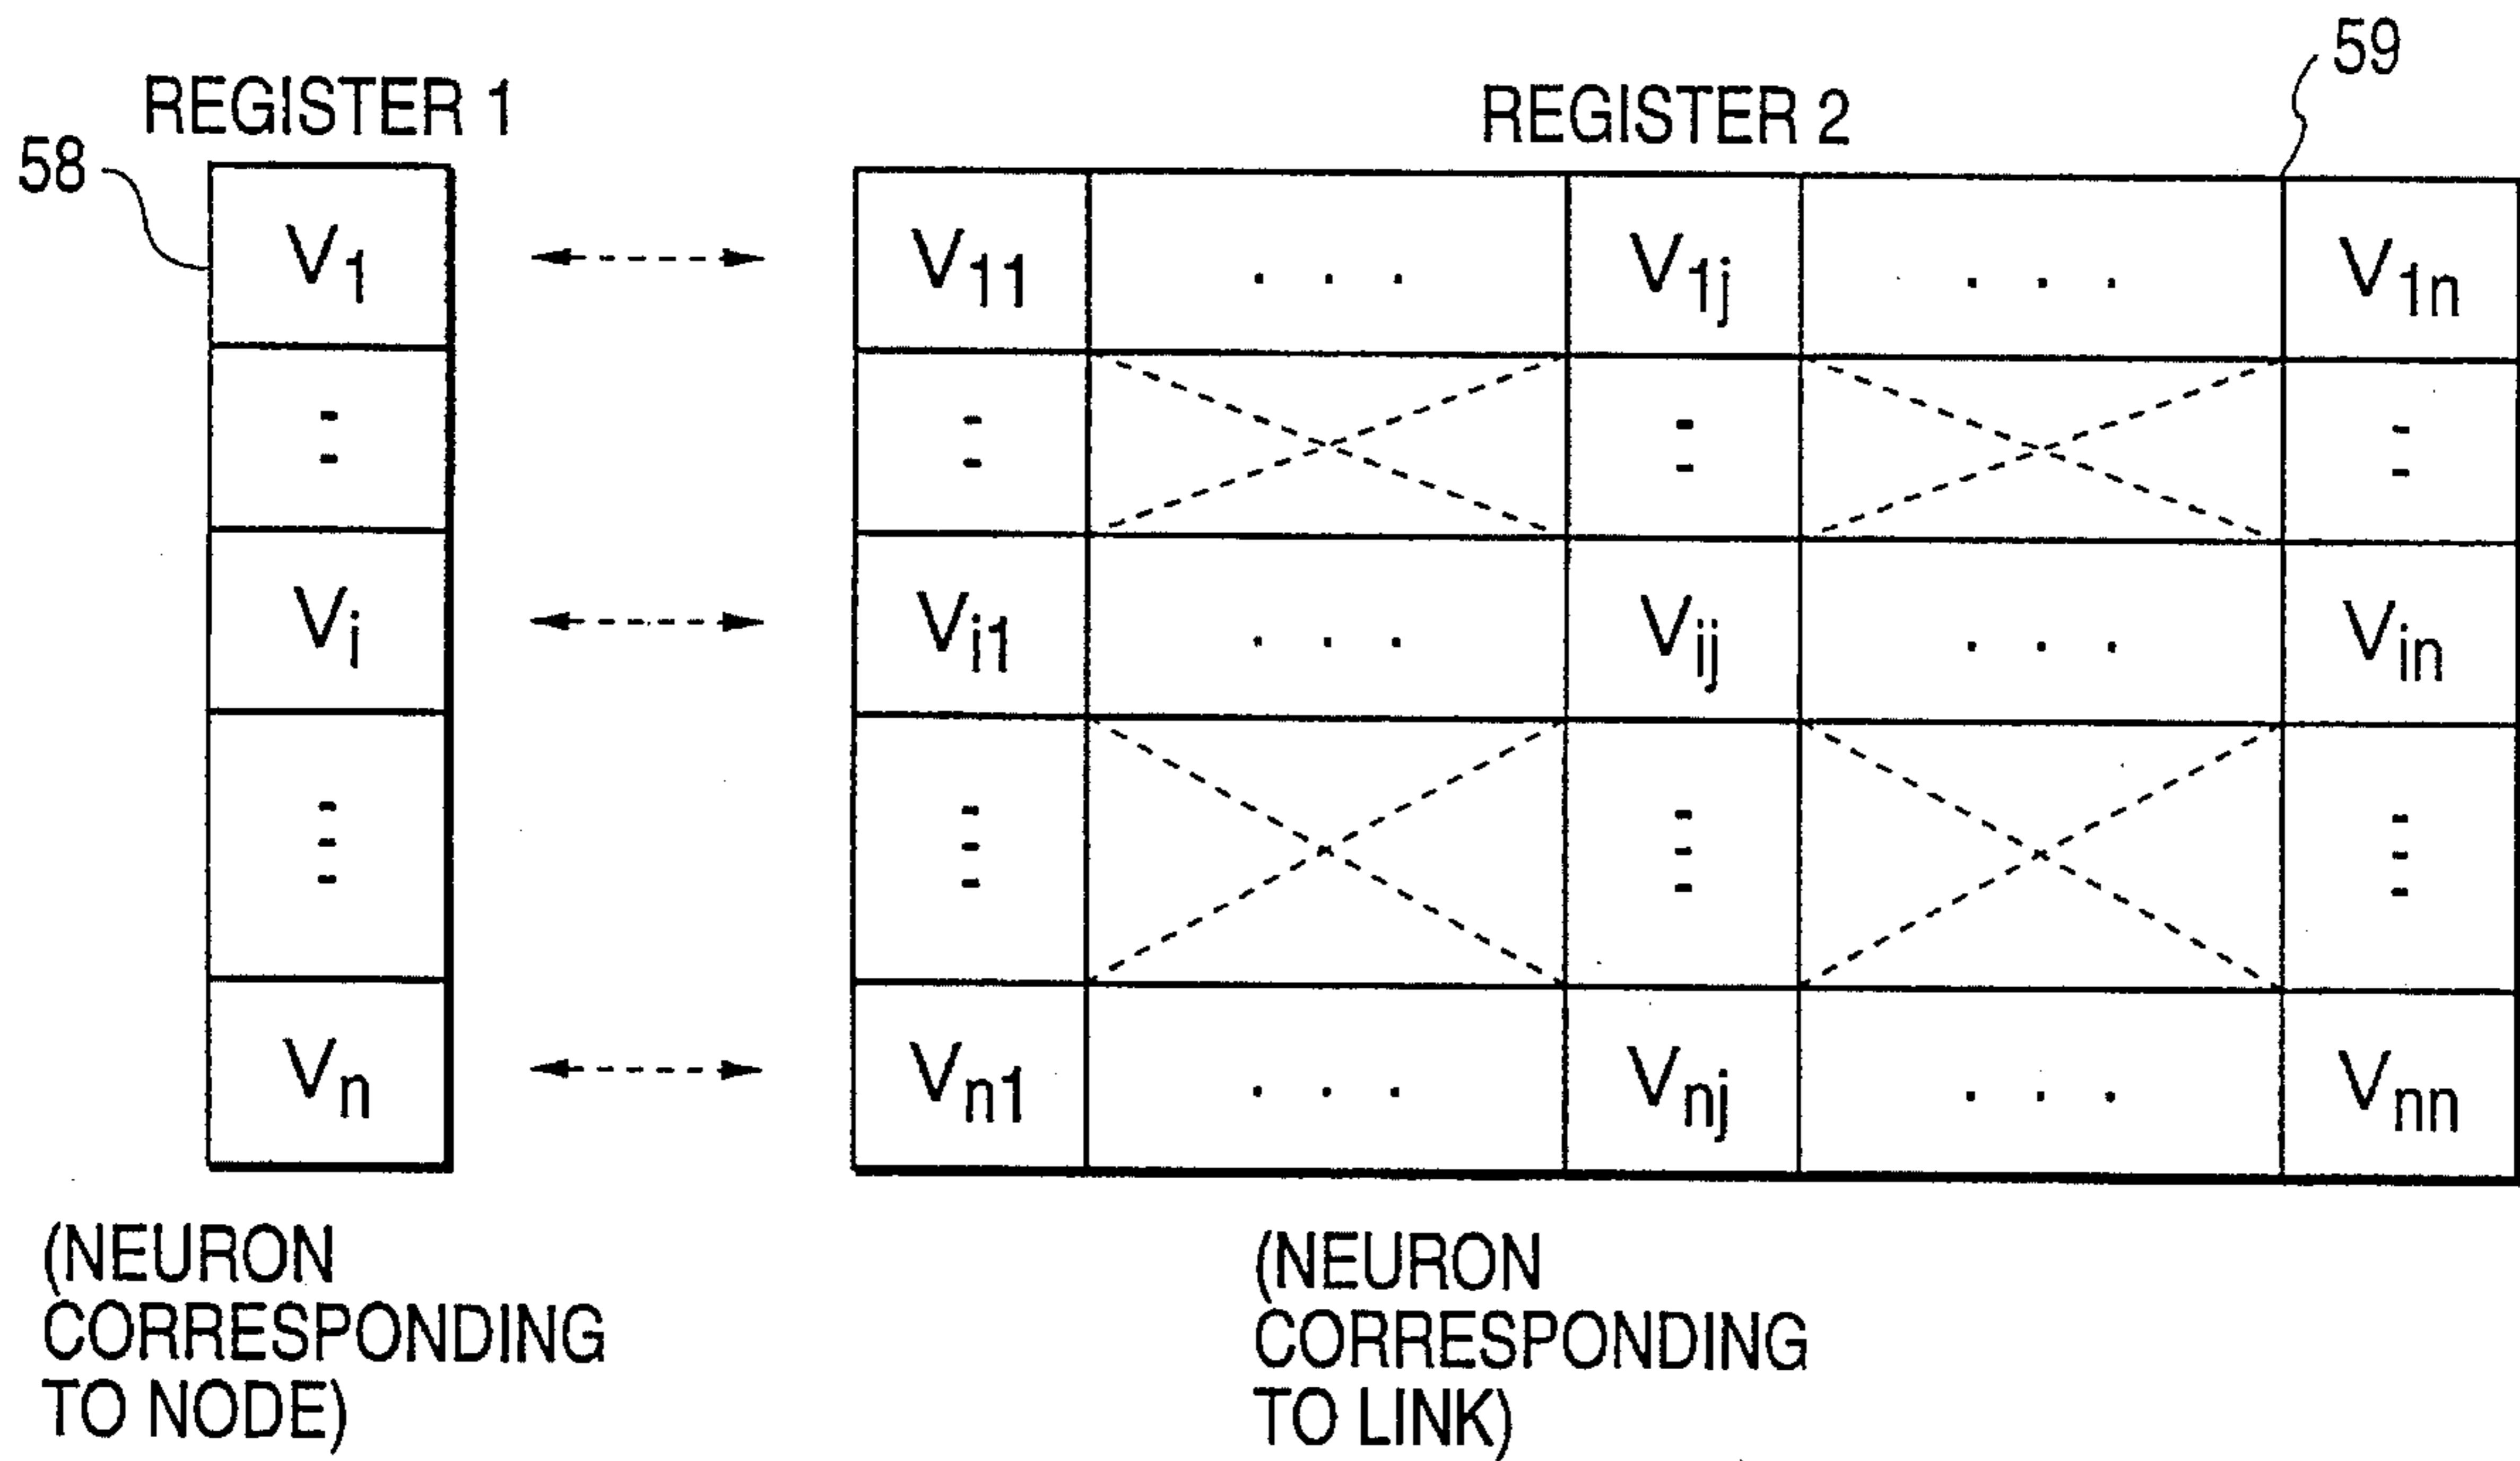 59
REGISTER 1
REGISTER 2
58
V1 V11 . . . V1j . . . V1n
Vi Vi1 . . . Vij . . . Vin
Vn Vn1 . . . Vnj . . . Vnn
(NEURON
CORRESPONDING
TO NODE)
(NEURON
CORRESPONDING
TO LINK)